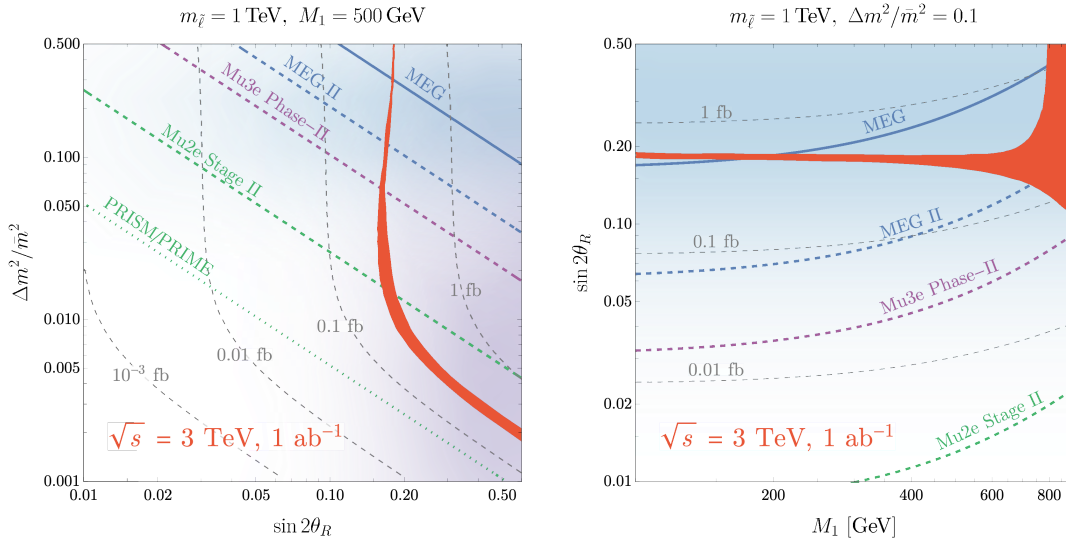 m_ℓ̃ = 1 TeV, M₁ = 500 GeV
0.500
0.100
0.050
0.010
0.005
0.001
Δm²/m̄²
MEG
MEG II
Mu3e Phase−II
Mu2e Stage II
PRISM/PRIME
1 fb
0.1 fb
0.01 fb
10⁻³ fb
√s = 3 TeV, 1 ab⁻¹
0.01 0.02 0.05 0.10 0.20 0.50
sin 2θ_R
m_ℓ̃ = 1 TeV, Δm²/m̄² = 0.1
0.50
0.20
0.10
0.05
0.02
0.01
sin 2θ_R
1 fb
MEG
0.1 fb
MEG II
Mu3e Phase−II
0.01 fb
Mu2e Stage II
√s = 3 TeV, 1 ab⁻¹
200 400 600 800
M₁ [GeV]